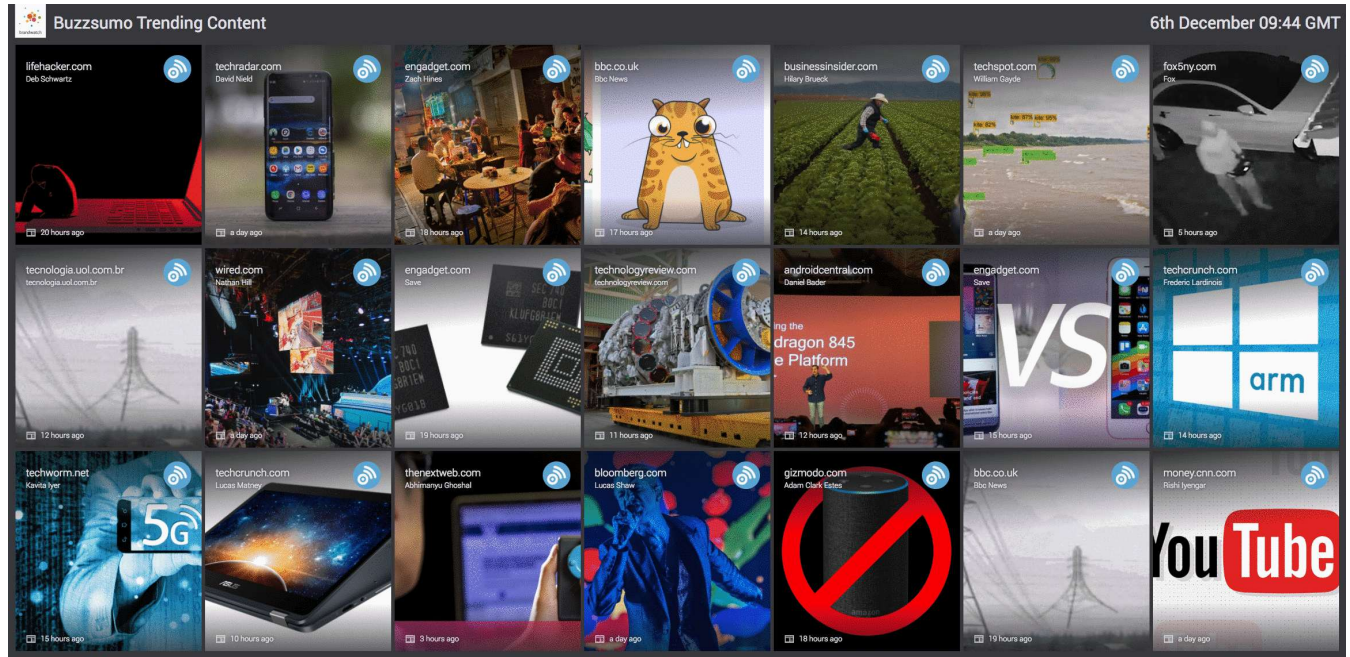 Buzzsumo Trending Content
6th December 09:44 GMT
lifehacker.com
Deb Schwartz
20 hours ago
techradar.com
David Nield
a day ago
engadget.com
Zach Hines
18 hours ago
bbc.co.uk
Bbc News
17 hours ago
businessinsider.com
Hilary Brueck
14 hours ago
techspot.com
William Gayde
a day ago
fox5ny.com
Fox
5 hours ago
tecnologia.uol.com.br
tecnologia.uol.com.br
12 hours ago
wired.com
Nathan Hill
a day ago
engadget.com
Save
19 hours ago
technologyreview.com
technologyreview.com
11 hours ago
androidcentral.com
Daniel Bader
ing the
dragon 845
e Platform
12 hours ago
engadget.com
Save
VS
15 hours ago
techcrunch.com
Frederic Lardinois
arm
14 hours ago
techworm.net
Kavita Iyer
5G
15 hours ago
techcrunch.com
Lucas Matney
ASUS
10 hours ago
thenextweb.com
Abhimanyu Ghoshal
3 hours ago
bloomberg.com
Lucas Shaw
a day ago
gizmodo.com
Adam Clark Estes
amazon
18 hours ago
bbc.co.uk
Bbc News
19 hours ago
money.cnn.com
Rishi Iyengar
You Tube
a day ago